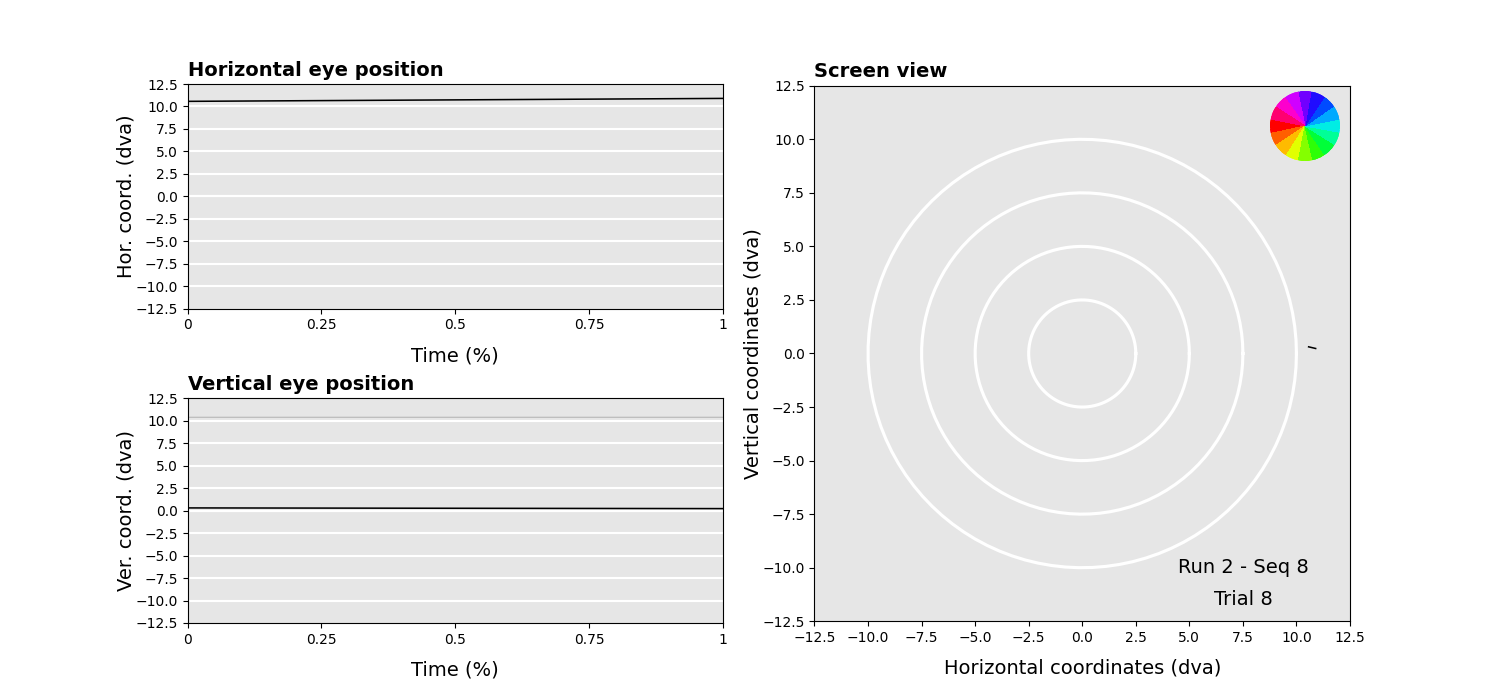 Horizontal eye position
12.5
10.0
7.5
5.0
2.5
0.0
−2.5
−5.0
−7.5
−10.0
−12.5
Hor. coord. (dva)
0 0.25 0.5 0.75 1
Time (%)
Vertical eye position
12.5
10.0
7.5
5.0
2.5
0.0
−2.5
−5.0
−7.5
−10.0
−12.5
Ver. coord. (dva)
0 0.25 0.5 0.75 1
Time (%)
Screen view
12.5
10.0
7.5
5.0
2.5
0.0
−2.5
−5.0
−7.5
−10.0
−12.5
Vertical coordinates (dva)
Run 2 - Seq 8
Trial 8
−12.5 −10.0 −7.5 −5.0 −2.5 0.0 2.5 5.0 7.5 10.0 12.5
Horizontal coordinates (dva)